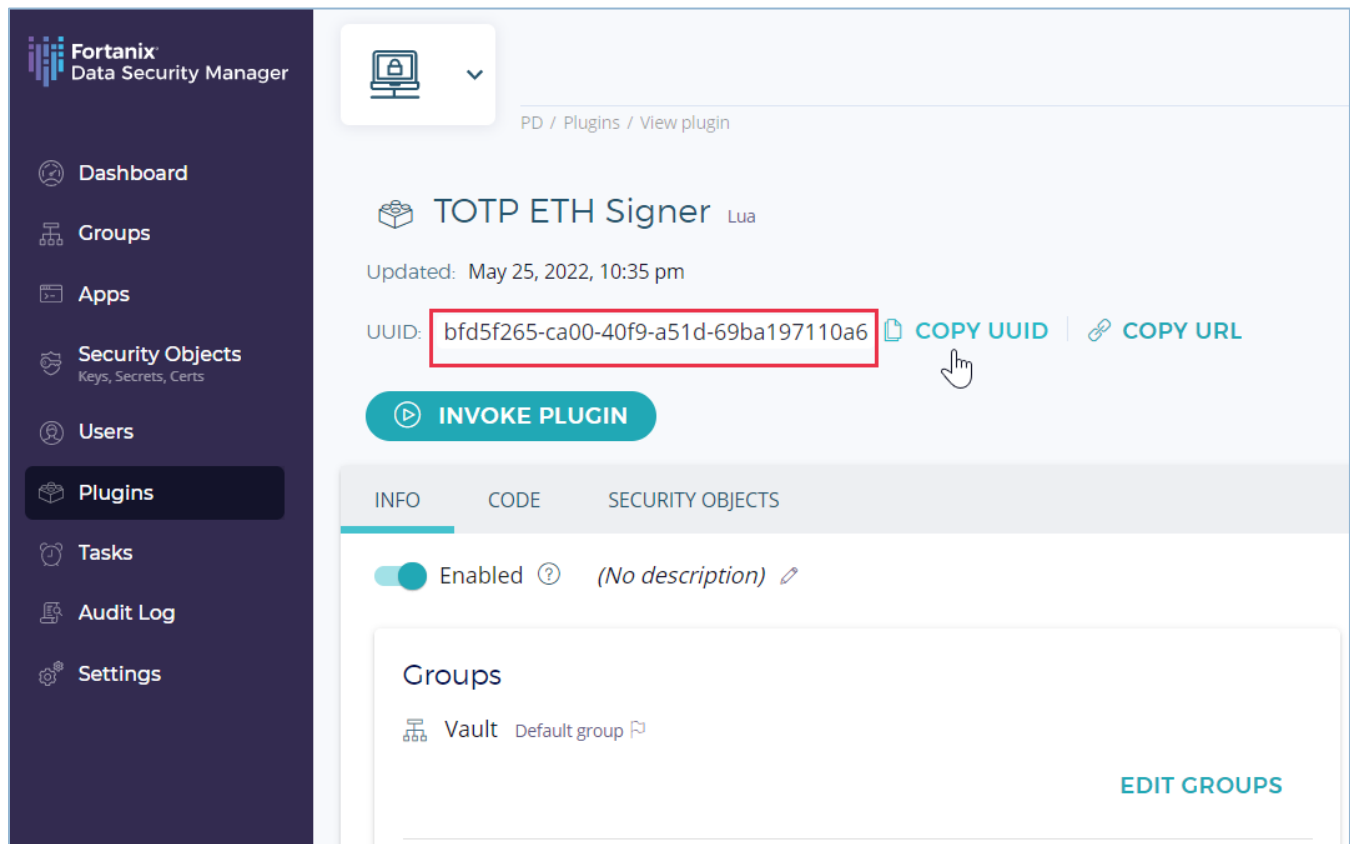 Fortanix
Data Security Manager
Dashboard
Groups
Apps
Security Objects
Keys, Secrets, Certs
Users
Plugins
Tasks
Audit Log
Settings
PD / Plugins / View plugin
TOTP ETH Signer Lua
Updated: May 25, 2022, 10:35 pm
UUID: bfd5f265-ca00-40f9-a51d-69ba197110a6 COPY UUID COPY URL
INVOKE PLUGIN
INFO CODE SECURITY OBJECTS
Enabled ? (No description)
Groups
Vault Default group
EDIT GROUPS